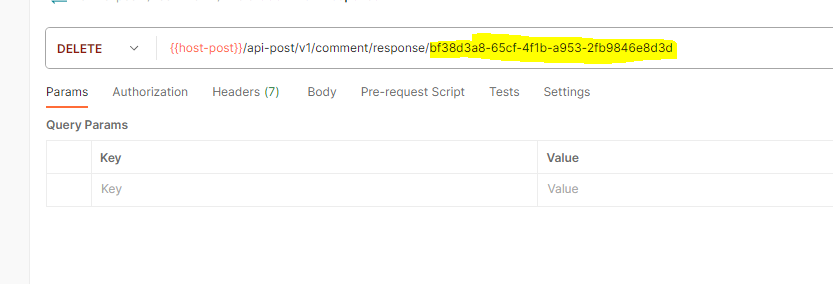 DELETE {{host-post}}/api-post/v1/comment/response/bf38d3a8-65cf-4f1b-a953-2fb9846e8d3d
Params Authorization Headers (7) Body Pre-request Script Tests Settings
Query Params
Key Value
Key Value